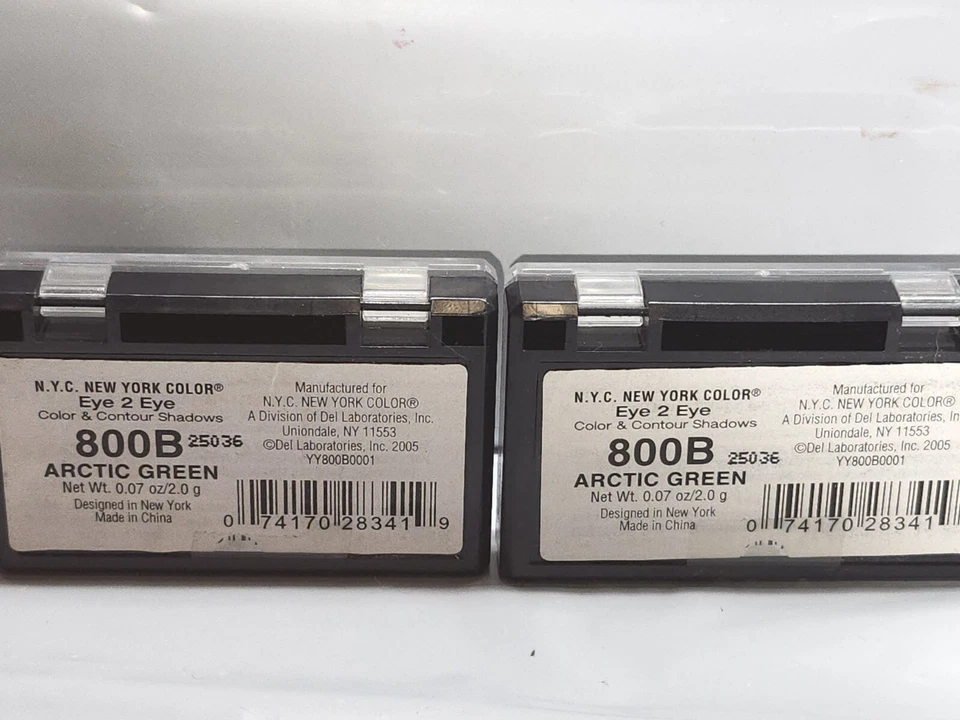 N.Y.C. NEW YORK COLOR®
Eye 2 Eye
Color & Contour Shadows
800B 25036
ARCTIC GREEN
Net Wt. 0.07 oz/2.0 g
Designed in New York
Made in China
Manufactured for
N.Y.C. NEW YORK COLOR®
A Division of Del Laboratories, Inc.
Uniondale, NY 11553
©Del Laboratories, Inc. 2005
YY800B0001
0 74170 28341 9
N.Y.C. NEW YORK COLOR®
Eye 2 Eye
Color & Contour Shadows
800B 25036
ARCTIC GREEN
Net Wt. 0.07 oz/2.0 g
Designed in New York
Made in China
Manufactured for
N.Y.C. NEW YORK COLOR®
A Division of Del Laboratories, In
Uniondale, NY 11553
©Del Laboratories, Inc. 2005
YY800B0001
0 74170 28341